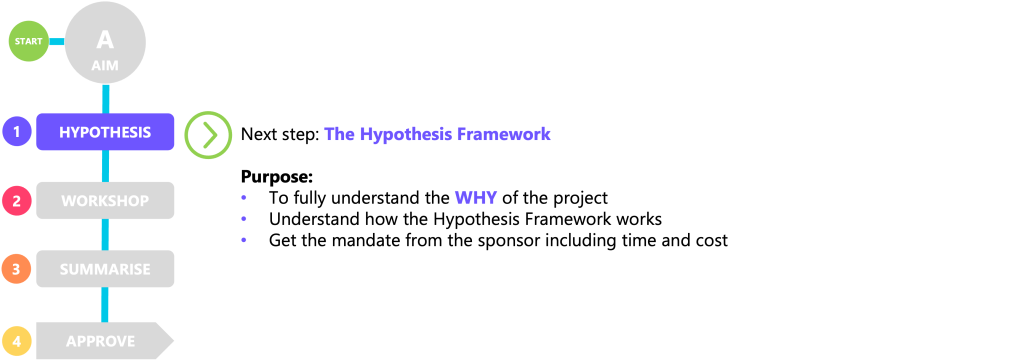 START
A
AIM
1
HYPOTHESIS
Next step: The Hypothesis Framework
Purpose:
• To fully understand the WHY of the project
• Understand how the Hypothesis Framework works
• Get the mandate from the sponsor including time and cost
2
WORKSHOP
3
SUMMARISE
4
APPROVE